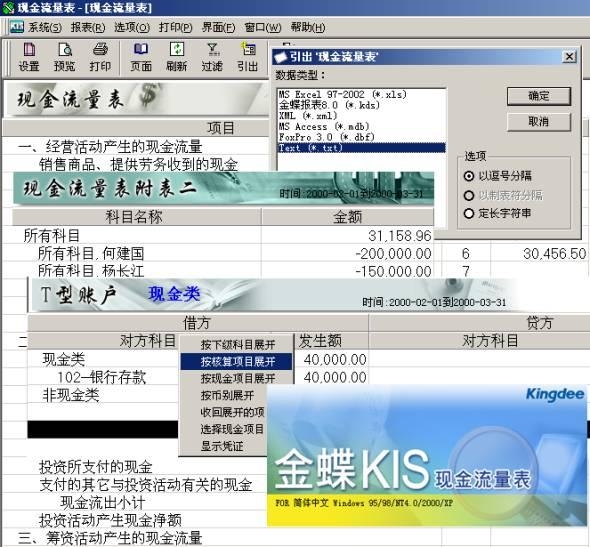 现金流量表 - [现金流量表]
系统(S) 报表(R) 选项(O) 打印(P) 界面(F) 窗口(W) 帮助(H)
设置 预览 打印 页面 刷新 过滤 引出
引出 '现金流量表'
数据类型：
MS Excel 97-2002 (*.xls)
金蝶报表8.0 (*.kds)
XML (*.xml)
MS Access (*.mdb)
FoxPro 3.0 (*.dbf)
Text (*.txt)
确定
取消
选项
以逗号分隔
以制表符分隔
定长字符串
现金流量表
项目
一、经营活动产生的现金流量
销售商品、提供劳务收到的现金
现金流量表附表二 时间:2000-02-01到2000-03-31
科目名称 金额
所有科目 31,158.96
所有科目,何建国 -200,000.00 6 30,456.50
所有科目,杨长江 -150,000.00 7
T型账户 现金类 时间:2000-02-01到2000-03-31
借方 贷方
对方科目 发生额 对方科目
现金类 40,000.00
102—银行存款 40,000.00
非现金类
按下级科目展开
按核算项目展开
按现金项目展开
按币别展开
收回展开的项
选择现金项目
显示凭证
Kingdee
金蝶KIS 现金流量表
FOR 简体中文 Windows 95/98/NT4.0/2000/XP
投资所支付的现金
支付的其它与投资活动有关的现金
现金流出小计
投资活动产生现金净额
三、筹资活动产生的现金流量